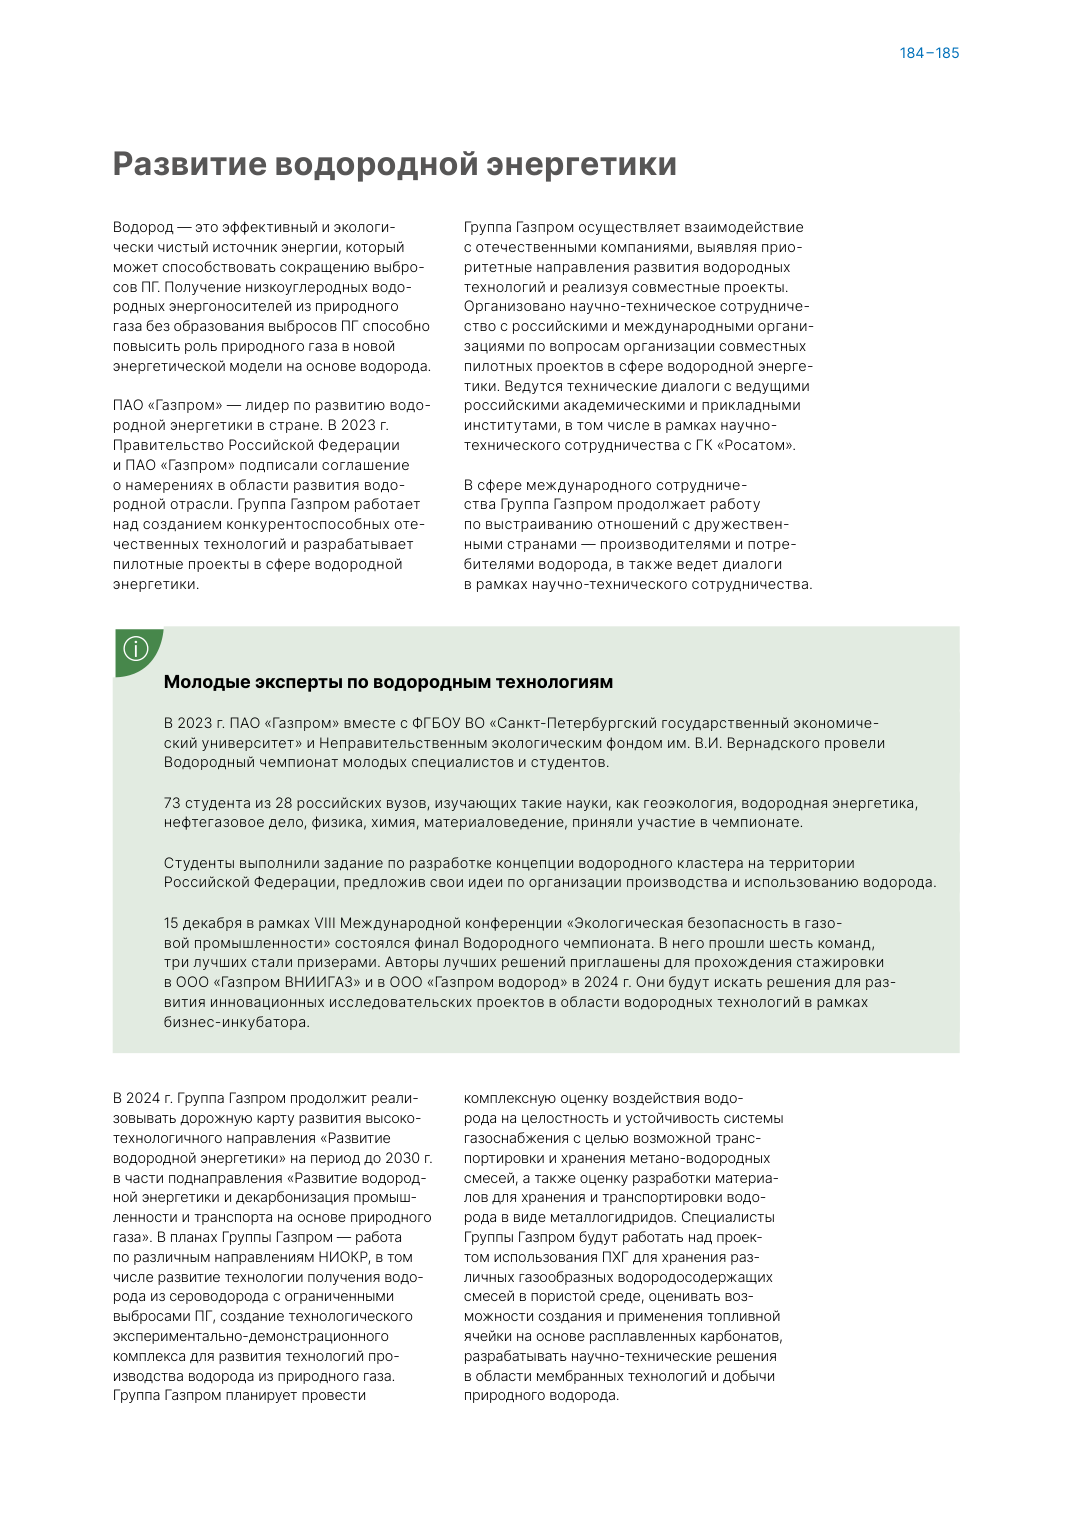 184–185
Развитие водородной энергетики
Водород — это эффективный и экологи-
чески чистый источник энергии, который
может способствовать сокращению выбро-
сов ПГ. Получение низкоуглеродных водо-
родных энергоносителей из природного
газа без образования выбросов ПГ способно
повысить роль природного газа в новой
энергетической модели на основе водорода.
ПАО «Газпром» — лидер по развитию водо-
родной энергетики в стране. В 2023 г.
Правительство Российской Федерации
и ПАО «Газпром» подписали соглашение
о намерениях в области развития водо-
родной отрасли. Группа Газпром работает
над созданием конкурентоспособных оте-
чественных технологий и разрабатывает
пилотные проекты в сфере водородной
энергетики.
Группа Газпром осуществляет взаимодействие
с отечественными компаниями, выявляя прио-
ритетные направления развития водородных
технологий и реализуя совместные проекты.
Организовано научно-техническое сотрудниче-
ство с российскими и международными органи-
зациями по вопросам организации совместных
пилотных проектов в сфере водородной энерге-
тики. Ведутся технические диалоги с ведущими
российскими академическими и прикладными
институтами, в том числе в рамках научно-
технического сотрудничества с ГК «Росатом».
В сфере международного сотрудниче-
ства Группа Газпром продолжает работу
по выстраиванию отношений с дружествен-
ными странами — производителями и потре-
бителями водорода, в также ведет диалоги
в рамках научно-технического сотрудничества.
Молодые эксперты по водородным технологиям
В 2023 г. ПАО «Газпром» вместе с ФГБОУ ВО «Санкт-Петербургский государственный экономиче-
ский университет» и Неправительственным экологическим фондом им. В.И. Вернадского провели
Водородный чемпионат молодых специалистов и студентов.
73 студента из 28 российских вузов, изучающих такие науки, как геоэкология, водородная энергетика,
нефтегазовое дело, физика, химия, материаловедение, приняли участие в чемпионате.
Студенты выполнили задание по разработке концепции водородного кластера на территории
Российской Федерации, предложив свои идеи по организации производства и использованию водорода.
15 декабря в рамках VIII Международной конференции «Экологическая безопасность в газо-
вой промышленности» состоялся финал Водородного чемпионата. В него прошли шесть команд,
три лучших стали призерами. Авторы лучших решений приглашены для прохождения стажировки
в ООО «Газпром ВНИИГАЗ» и в ООО «Газпром водород» в 2024 г. Они будут искать решения для раз-
вития инновационных исследовательских проектов в области водородных технологий в рамках
бизнес-инкубатора.
В 2024 г. Группа Газпром продолжит реали-
зовывать дорожную карту развития высоко-
технологичного направления «Развитие
водородной энергетики» на период до 2030 г.
в части поднаправления «Развитие водород-
ной энергетики и декарбонизация промыш-
ленности и транспорта на основе природного
газа». В планах Группы Газпром — работа
по различным направлениям НИОКР, в том
числе развитие технологии получения водо-
рода из сероводорода с ограниченными
выбросами ПГ, создание технологического
экспериментально-демонстрационного
комплекса для развития технологий про-
изводства водорода из природного газа.
Группа Газпром планирует провести
комплексную оценку воздействия водо-
рода на целостность и устойчивость системы
газоснабжения с целью возможной транс-
портировки и хранения метано-водородных
смесей, а также оценку разработки материа-
лов для хранения и транспортировки водо-
рода в виде металлогидридов. Специалисты
Группы Газпром будут работать над проек-
том использования ПХГ для хранения раз-
личных газообразных водородосодержащих
смесей в пористой среде, оценивать воз-
можности создания и применения топливной
ячейки на основе расплавленных карбонатов,
разрабатывать научно-технические решения
в области мембранных технологий и добычи
природного водорода.